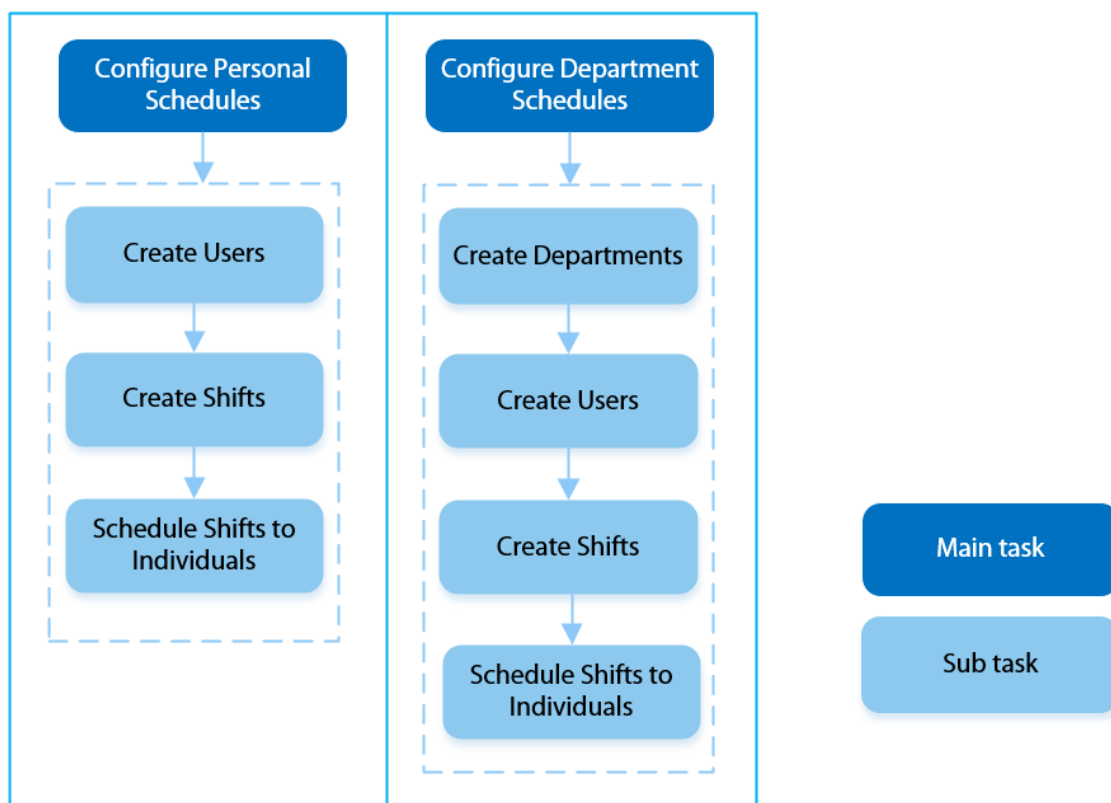 Configure Personal
Schedules
Create Users
Create Shifts
Schedule Shifts to
Individuals
Configure Department
Schedules
Create Departments
Create Users
Create Shifts
Schedule Shifts to
Individuals
Main task
Sub task